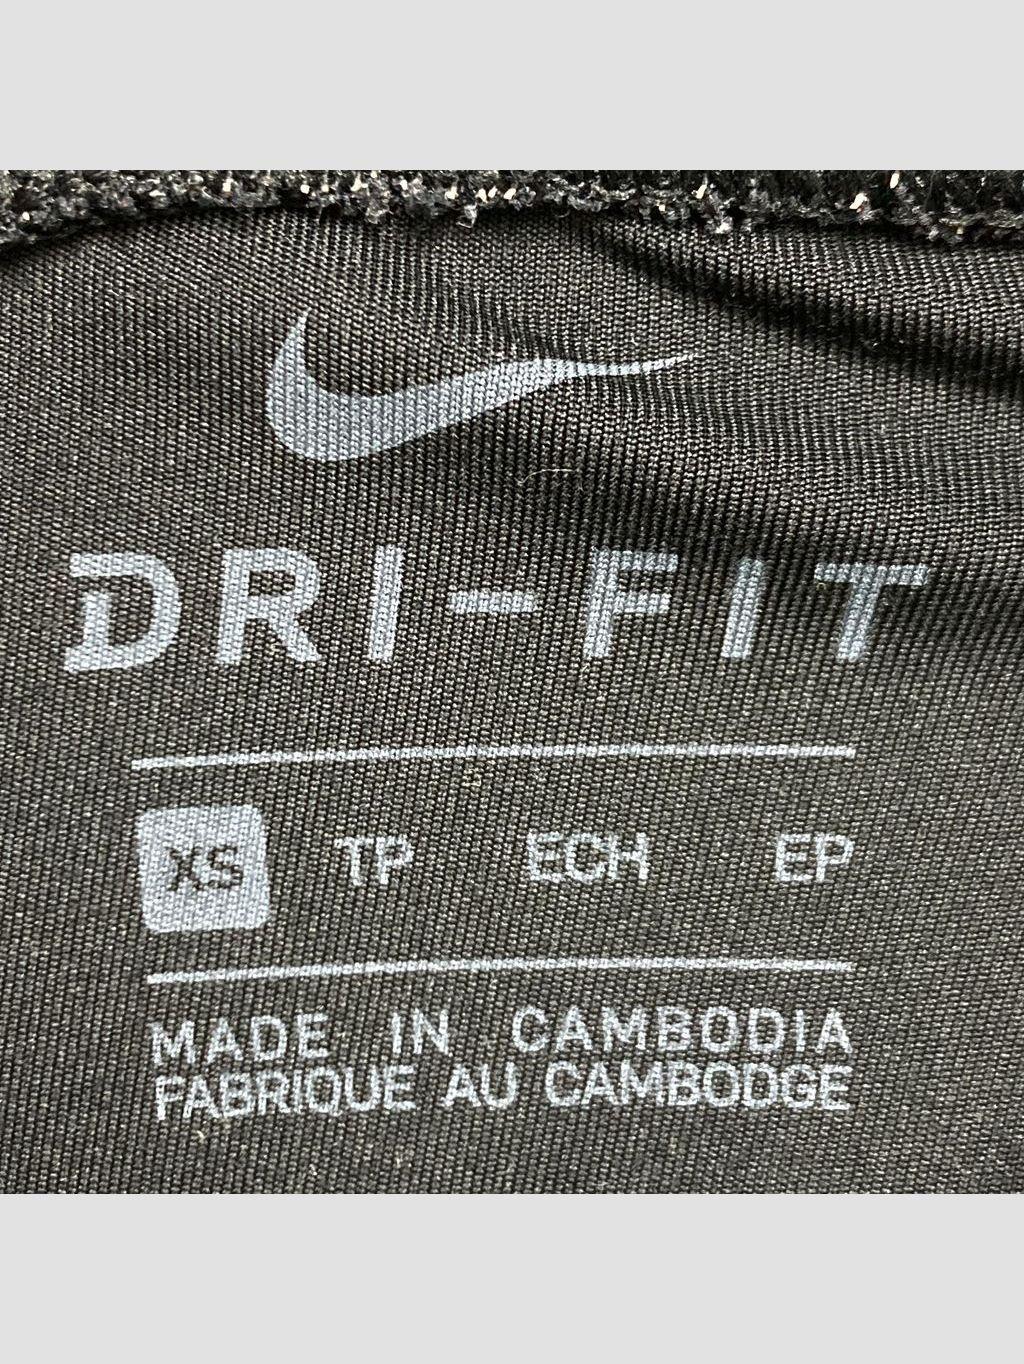 DRI-FIT
XS TP ECH EP
MADE IN CAMBODIA
FABRIQUE AU CAMBODGE